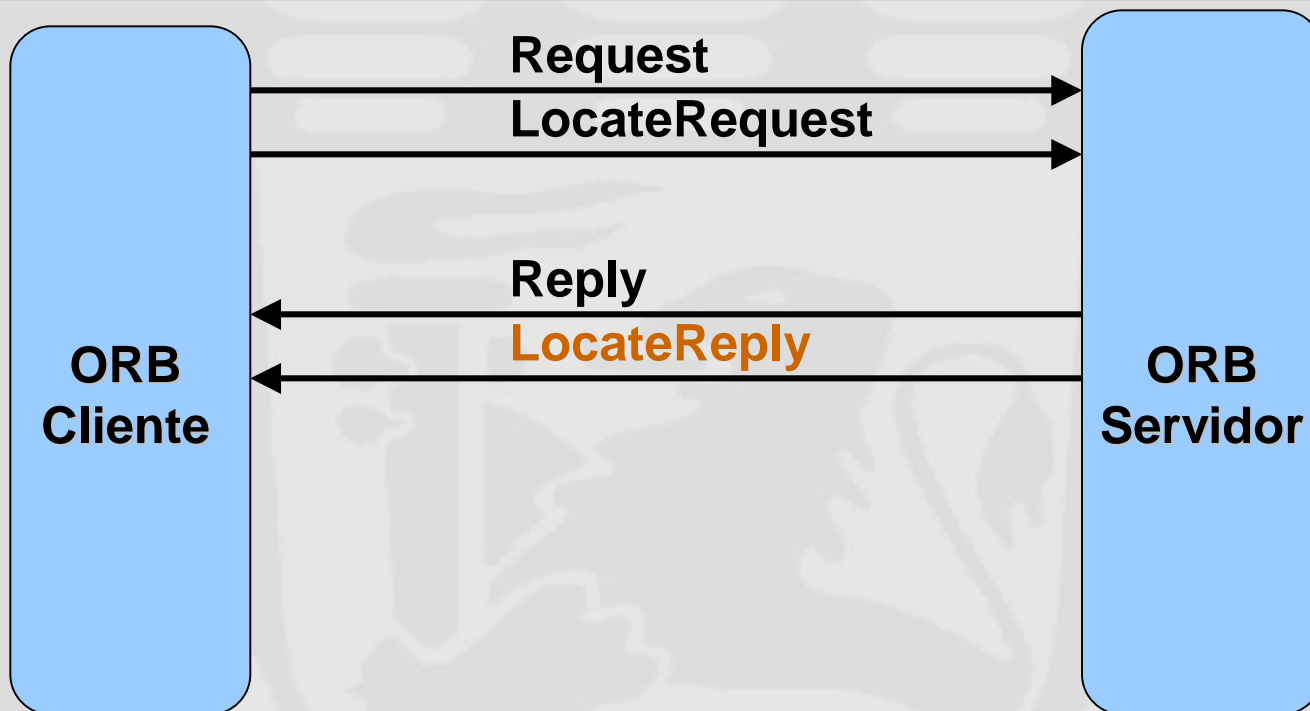 Request
LocateRequest
Reply
LocateReply
ORB
Cliente
ORB
Servidor